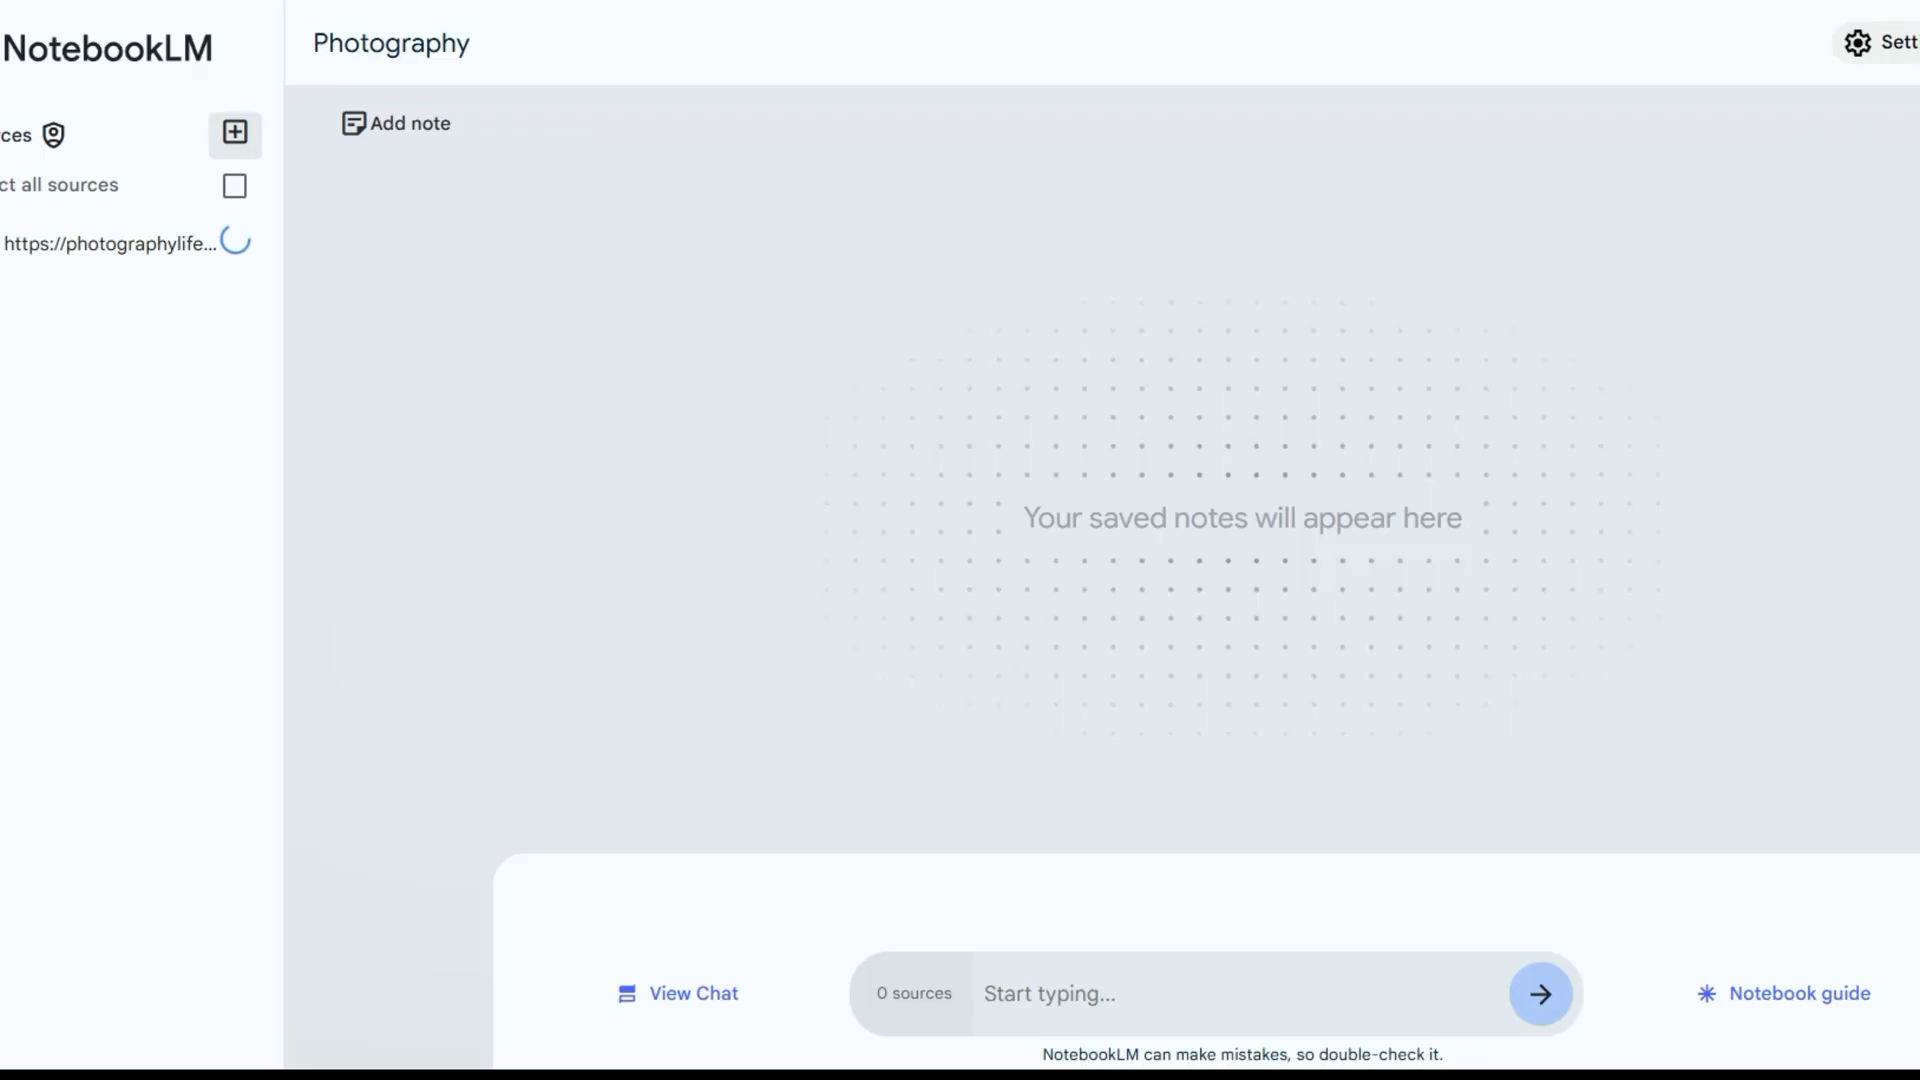 NotebookLM
Photography
Sett
ces
Add note
ct all sources
https://photographylife...
Your saved notes will appear here
View Chat
0 sources
Start typing...
Notebook guide
NotebookLM can make mistakes, so double-check it.